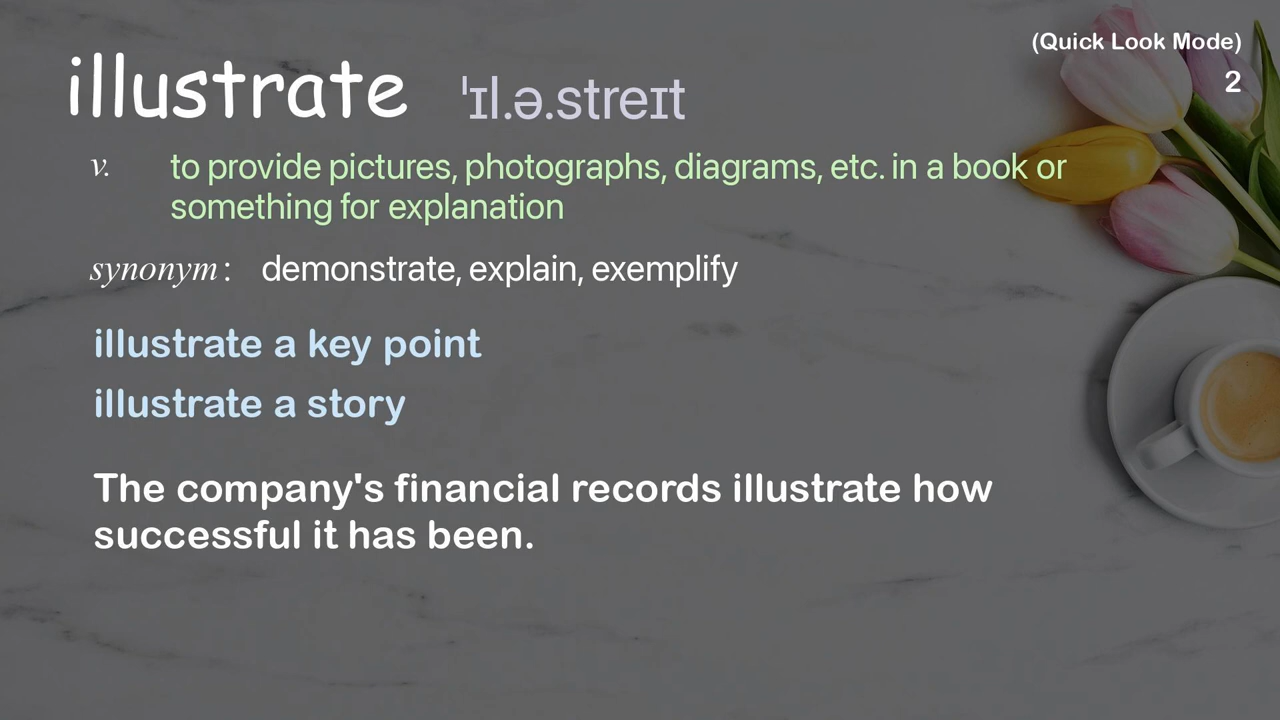 (Quick Look Mode)
2
illustrate ˈɪl.ə.streɪt
v. to provide pictures, photographs, diagrams, etc. in a book or
something for explanation
synonym: demonstrate, explain, exemplify
illustrate a key point
illustrate a story
The company's financial records illustrate how
successful it has been.